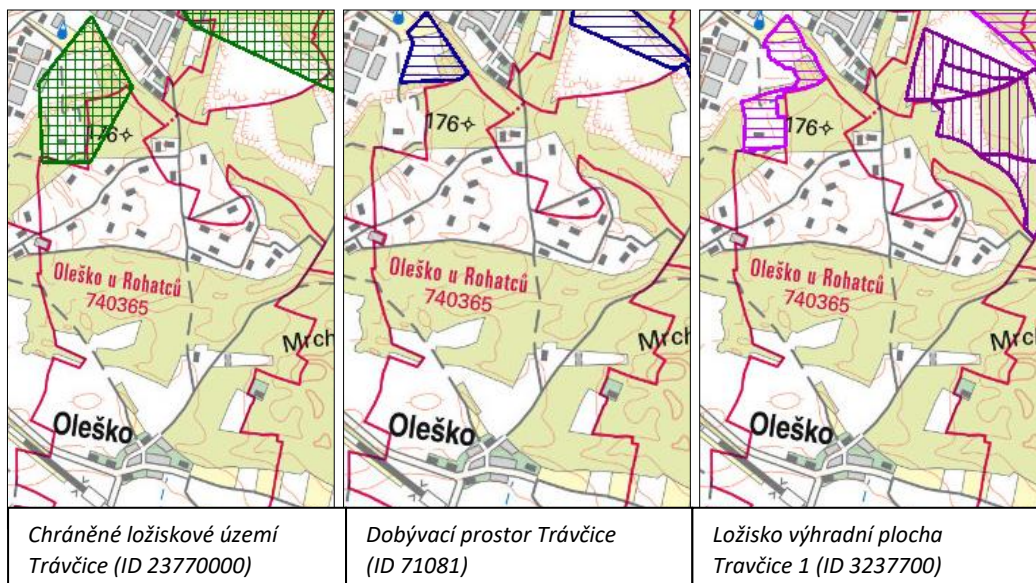 176
Oleško u Rohatců
740365
Mrch
Oleško
176
Oleško u Rohatců
740365
Mrch
Oleško
176
Oleško u Rohatců
740365
Mrch
Oleško
Chráněné ložiskové území
Trávčice (ID 23770000)
Dobývací prostor Trávčice
(ID 71081)
Ložisko výhradní plocha
Travčice 1 (ID 3237700)